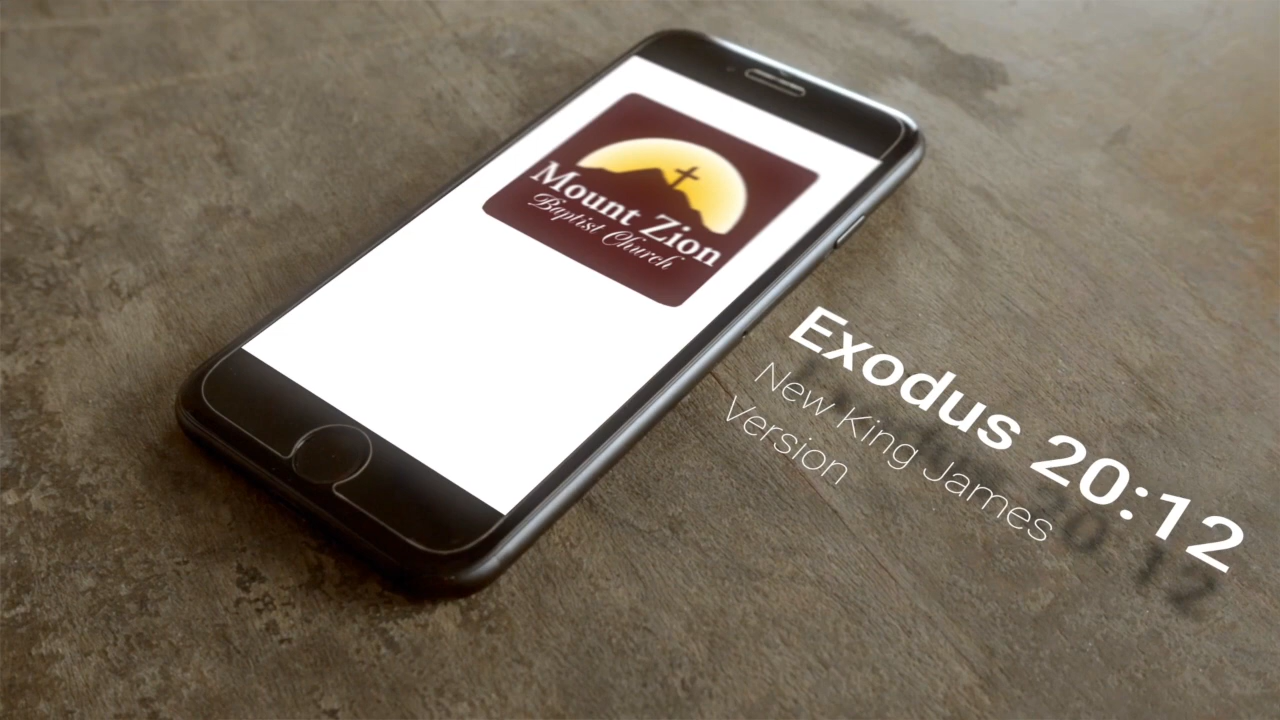 Mount Zion
Baptist Church
Exodus 20:12
New King James
Version